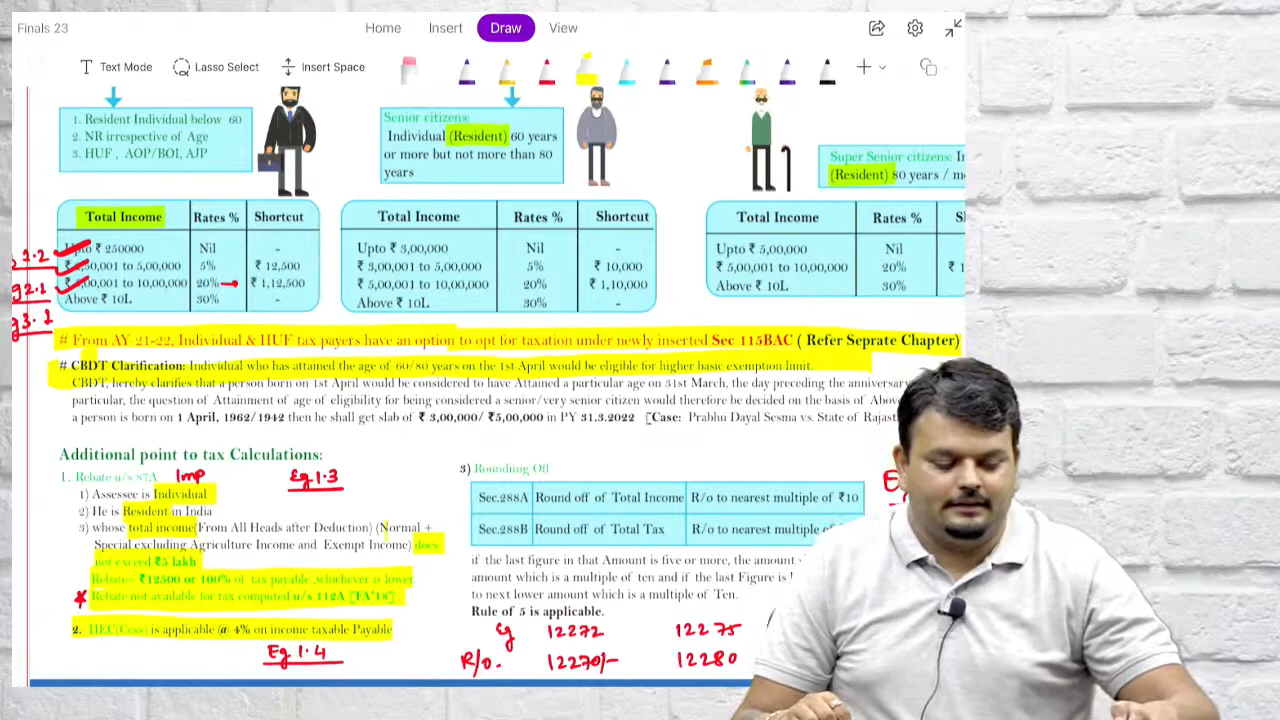 Finals 23
Home Insert Draw View
Text Mode Lasso Select Insert Space
1. Resident Individual below 60
2. NR irrespective of Age
3. HUF , AOP/BOI, AJP
Senior citizens:
Individual (Resident) 60 years
or more but not more than 80
years
Super Senior citizens:
(Resident) 80 years /
Total Income Rates % Shortcut
Upto ₹ 250000 Nil -
00,001 to 5,00,000 5% ₹ 12,500
00,001 to 10,00,000 20% ₹ 1,12,500
Above ₹ 10L 30%
2.1
3.2
Total Income Rates % Shortcut
Upto ₹ 3,00,000 Nil -
₹ 3,00,001 to 5,00,000 5% ₹ 10,000
₹ 5,00,001 to 10,00,000 20% ₹ 1,10,000
Above ₹ 10L 30% -
Total Income Rates %
Upto ₹ 5,00,000 Nil
₹ 5,00,001 to 10,00,000 20% ₹ 1
Above ₹ 10L 30%
# From AY 21-22, Individual & HUF tax payers have an option to opt for taxation under newly inserted Sec 115BAC ( Refer Seprate Chapter)
# CBDT Clarification: Individual who has attained the age of 60/80 years on the 1st April would be eligible for higher basic exemption limit.
CBDT, hereby clarifies that a person born on 1st April would be considered to have Attained a particular age on 31st March, the day preceding the anniversary
particular, the question of Attainment of age of eligibility for being considered a senior/very senior citizen would therefore be decided on the basis of Above
a person is born on 1 April, 1962/1942 then he shall get slab of ₹ 3,00,000/ ₹5,00,000 in PY 31.3.2022 [Case: Prabhu Dayal Sesma vs. State of
Additional point to tax Calculations:
1. Rebate u/s 87A Imp Eg 1.3
1) Assessee is Individual
2) He is Resident in India
3) whose total income(From All Heads after Deduction) (Normal +
Special excluding Agriculture Income and Exempt Income) does
not exceed ₹5 lakh
Rebate= ₹12500 or 100% of tax payable ,whichever is lower
* Rebate not available for tax computed u/s 112A [FA'18]
2. HEC(Cess) is applicable @ 4% on income taxable Payable
Eg 1.4
3) Roundiing Off
Sec.288A Round off of Total Income R/o to nearest multiple of ₹10
Sec.288B Round off of Total Tax R/o to nearest multiple
if the last figure in that Amount is five or more, the amount
amount which is a multiple of ten and if the last Figure is
to next lower amount which is a multiple of Ten.
Rule of 5 is applicable.
Eg 12272 12275
R/o. 12270/- 12280